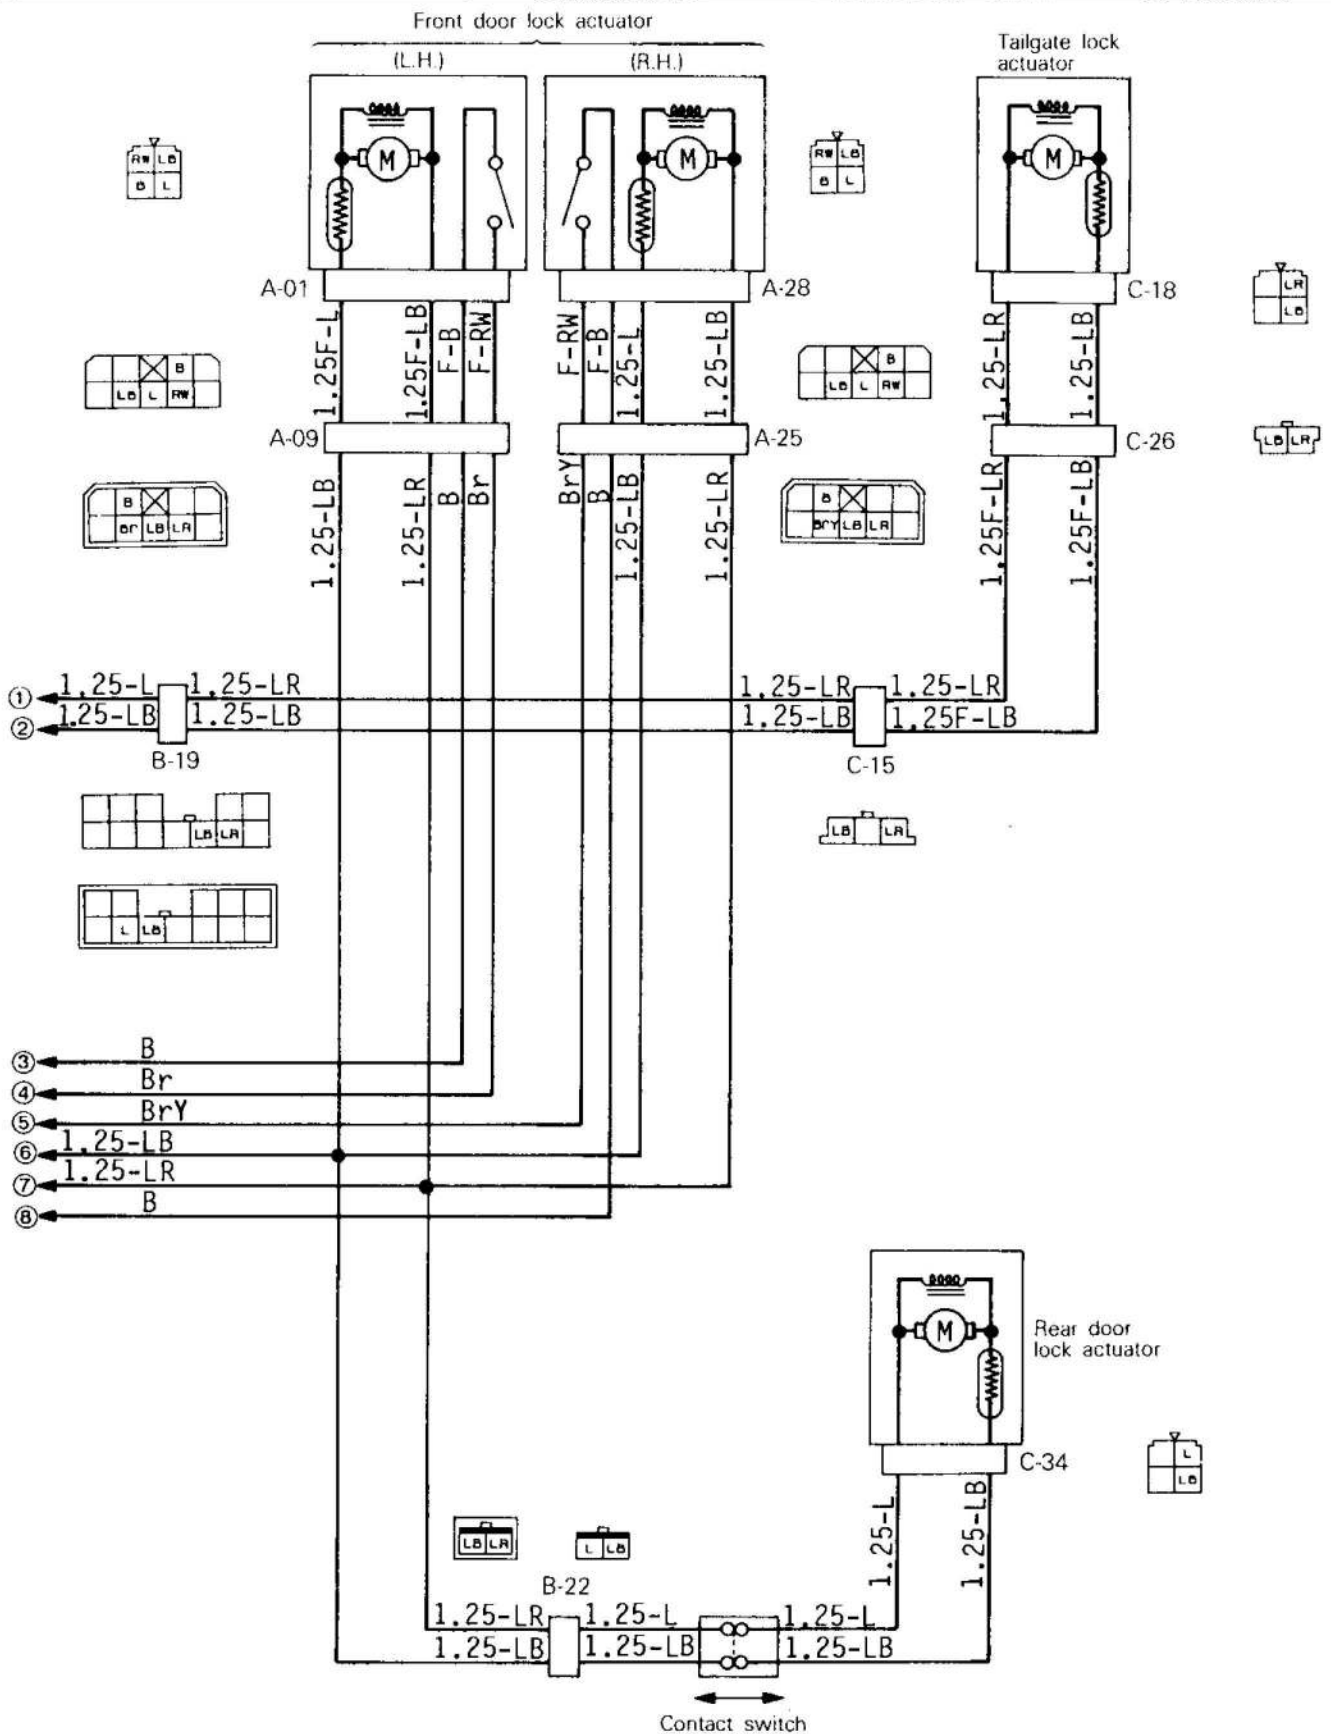 Front door lock actuator
(L.H.)
(R.H.)
Tailgate lock
actuator
M
M
M
RW LB
B L
RW LB
B L
A-01
A-28
C-18
LR
LB
1.25F-L
1.25F-LB
F-B
F-RW
F-RW
F-B
1.25-L
1.25-LB
1.25-LR
1.25-LB
B
LB L RW
B
LB L RW
A-09
A-25
C-26
LB LR
1.25-LB
1.25-LR
B
Br
BrY
B
1.25-LB
1.25-LR
1.25F-LR
1.25F-LB
B
Br LB LR
B
BrY LB LR
① 1.25-L 1.25-LR 1.25-LR 1.25-LR
② 1.25-LB 1.25-LB 1.25-LB 1.25F-LB
B-19
C-15
LB LR
LB LR
L LB
③ B
④ Br
⑤ BrY
⑥ 1.25-LB
⑦ 1.25-LR
⑧ B
M
Rear door
lock actuator
C-34
L
LB
1.25-L
1.25-LB
LB LR
L LB
B-22
1.25-LR 1.25-L 1.25-L
1.25-LB 1.25-LB 1.25-LB
Contact switch